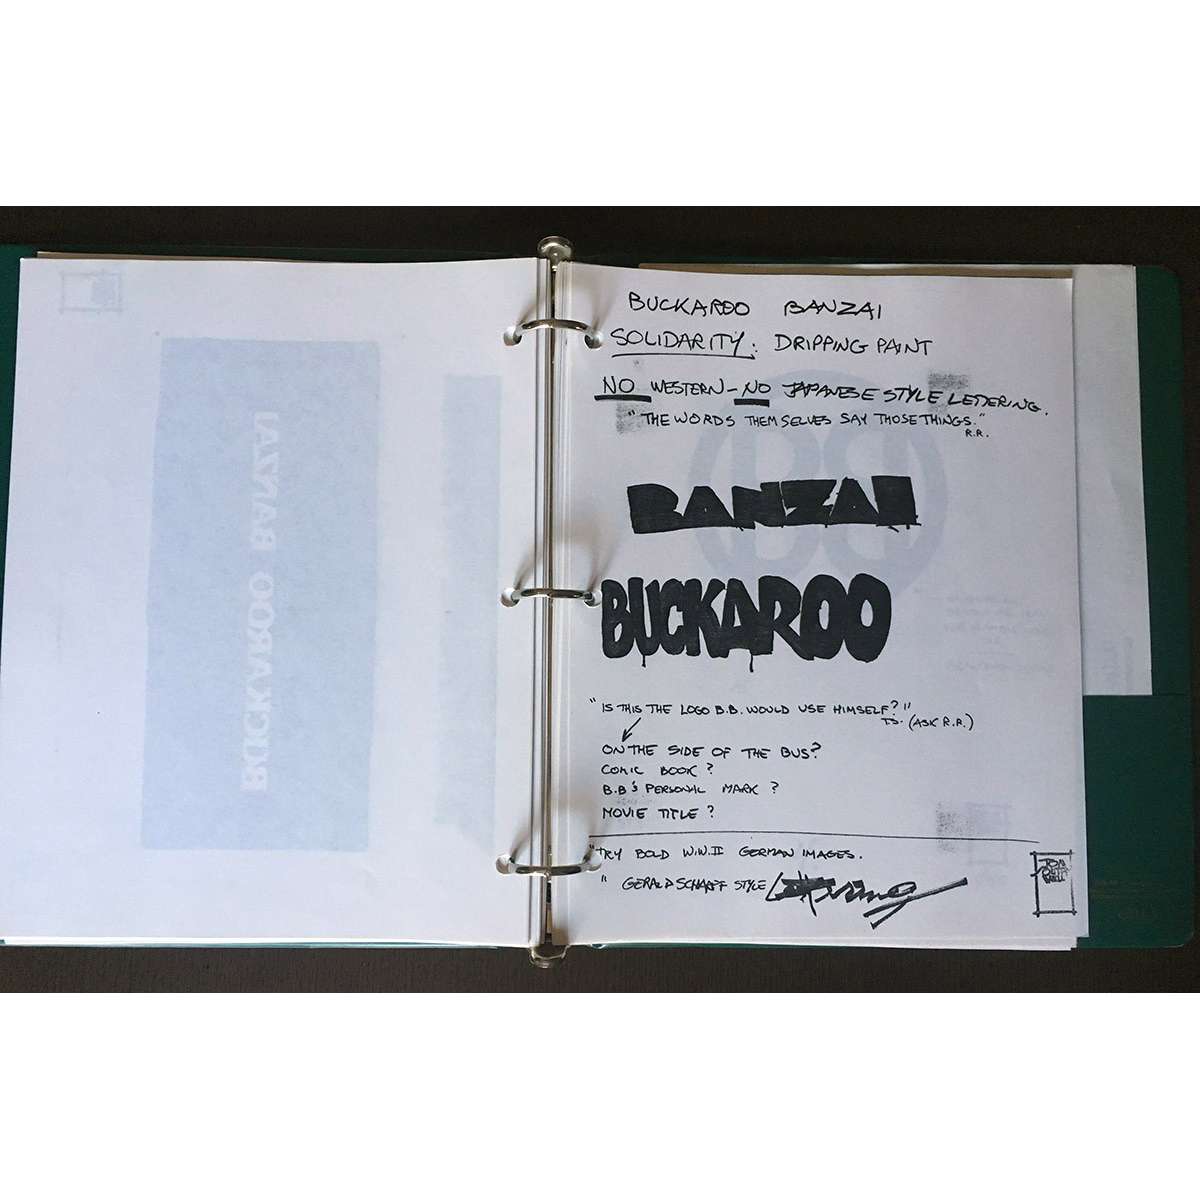 BUCKAROO BANZAI
BUCKAROO BANZAI
SOLIDARITY: DRIPPING PAINT
NO WESTERN - NO JAPANESE STYLE LETTERING.
"THE WORDS THEMSELVES SAY THOSE THINGS."
R.R.
BB
BANZAI
BUCKAROO
"IS THIS THE LOGO B.B. WOULD USE HIMSELF?"
T.S. (ASK R.R.)
ON THE SIDE OF THE BUS?
COMIC BOOK?
B.B'S PERSONAL MARK?
MOVIE TITLE?
"TRY BOLD W.W.II GERMAN IMAGES.
" GERALD SCHARFF STYLE